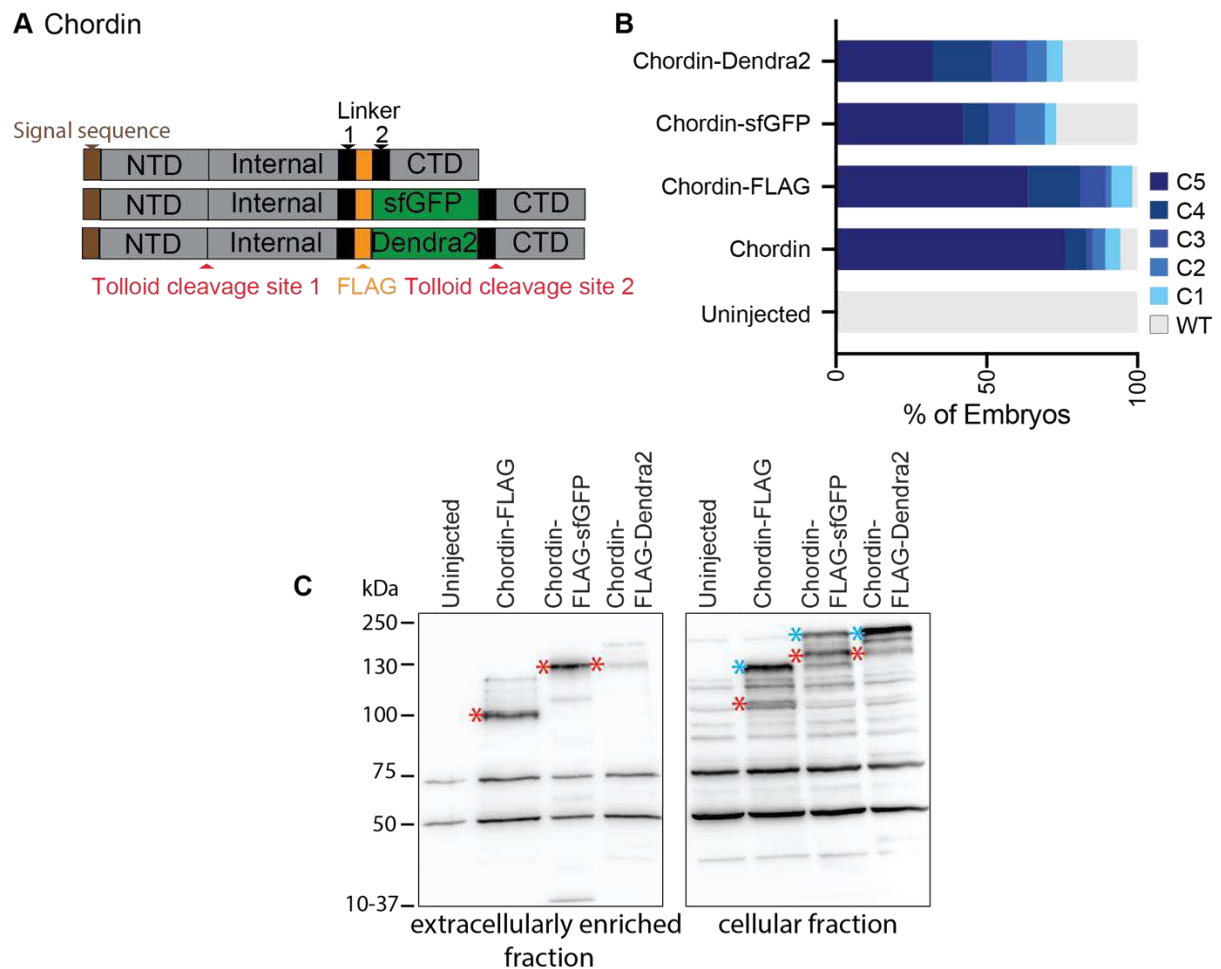 A Chordin
Signal sequence
Linker
1 2
NTD Internal CTD
NTD Internal sfGFP CTD
NTD Internal Dendra2 CTD
Tolloid cleavage site 1 FLAG Tolloid cleavage site 2
B
Chordin-Dendra2
Chordin-sfGFP
Chordin-FLAG
Chordin
Uninjected
0 50 100
% of Embryos
C5
C4
C3
C2
C1
WT
C
kDa
Uninjected
Chordin-FLAG
Chordin-
FLAG-sfGFP
Chordin-
FLAG-Dendra2
Uninjected
Chordin-FLAG
Chordin-
FLAG-sfGFP
Chordin-
FLAG-Dendra2
250
130
100
75
50
10-37
* * *
* * * * * *
extracellularly enriched
fraction
cellular fraction